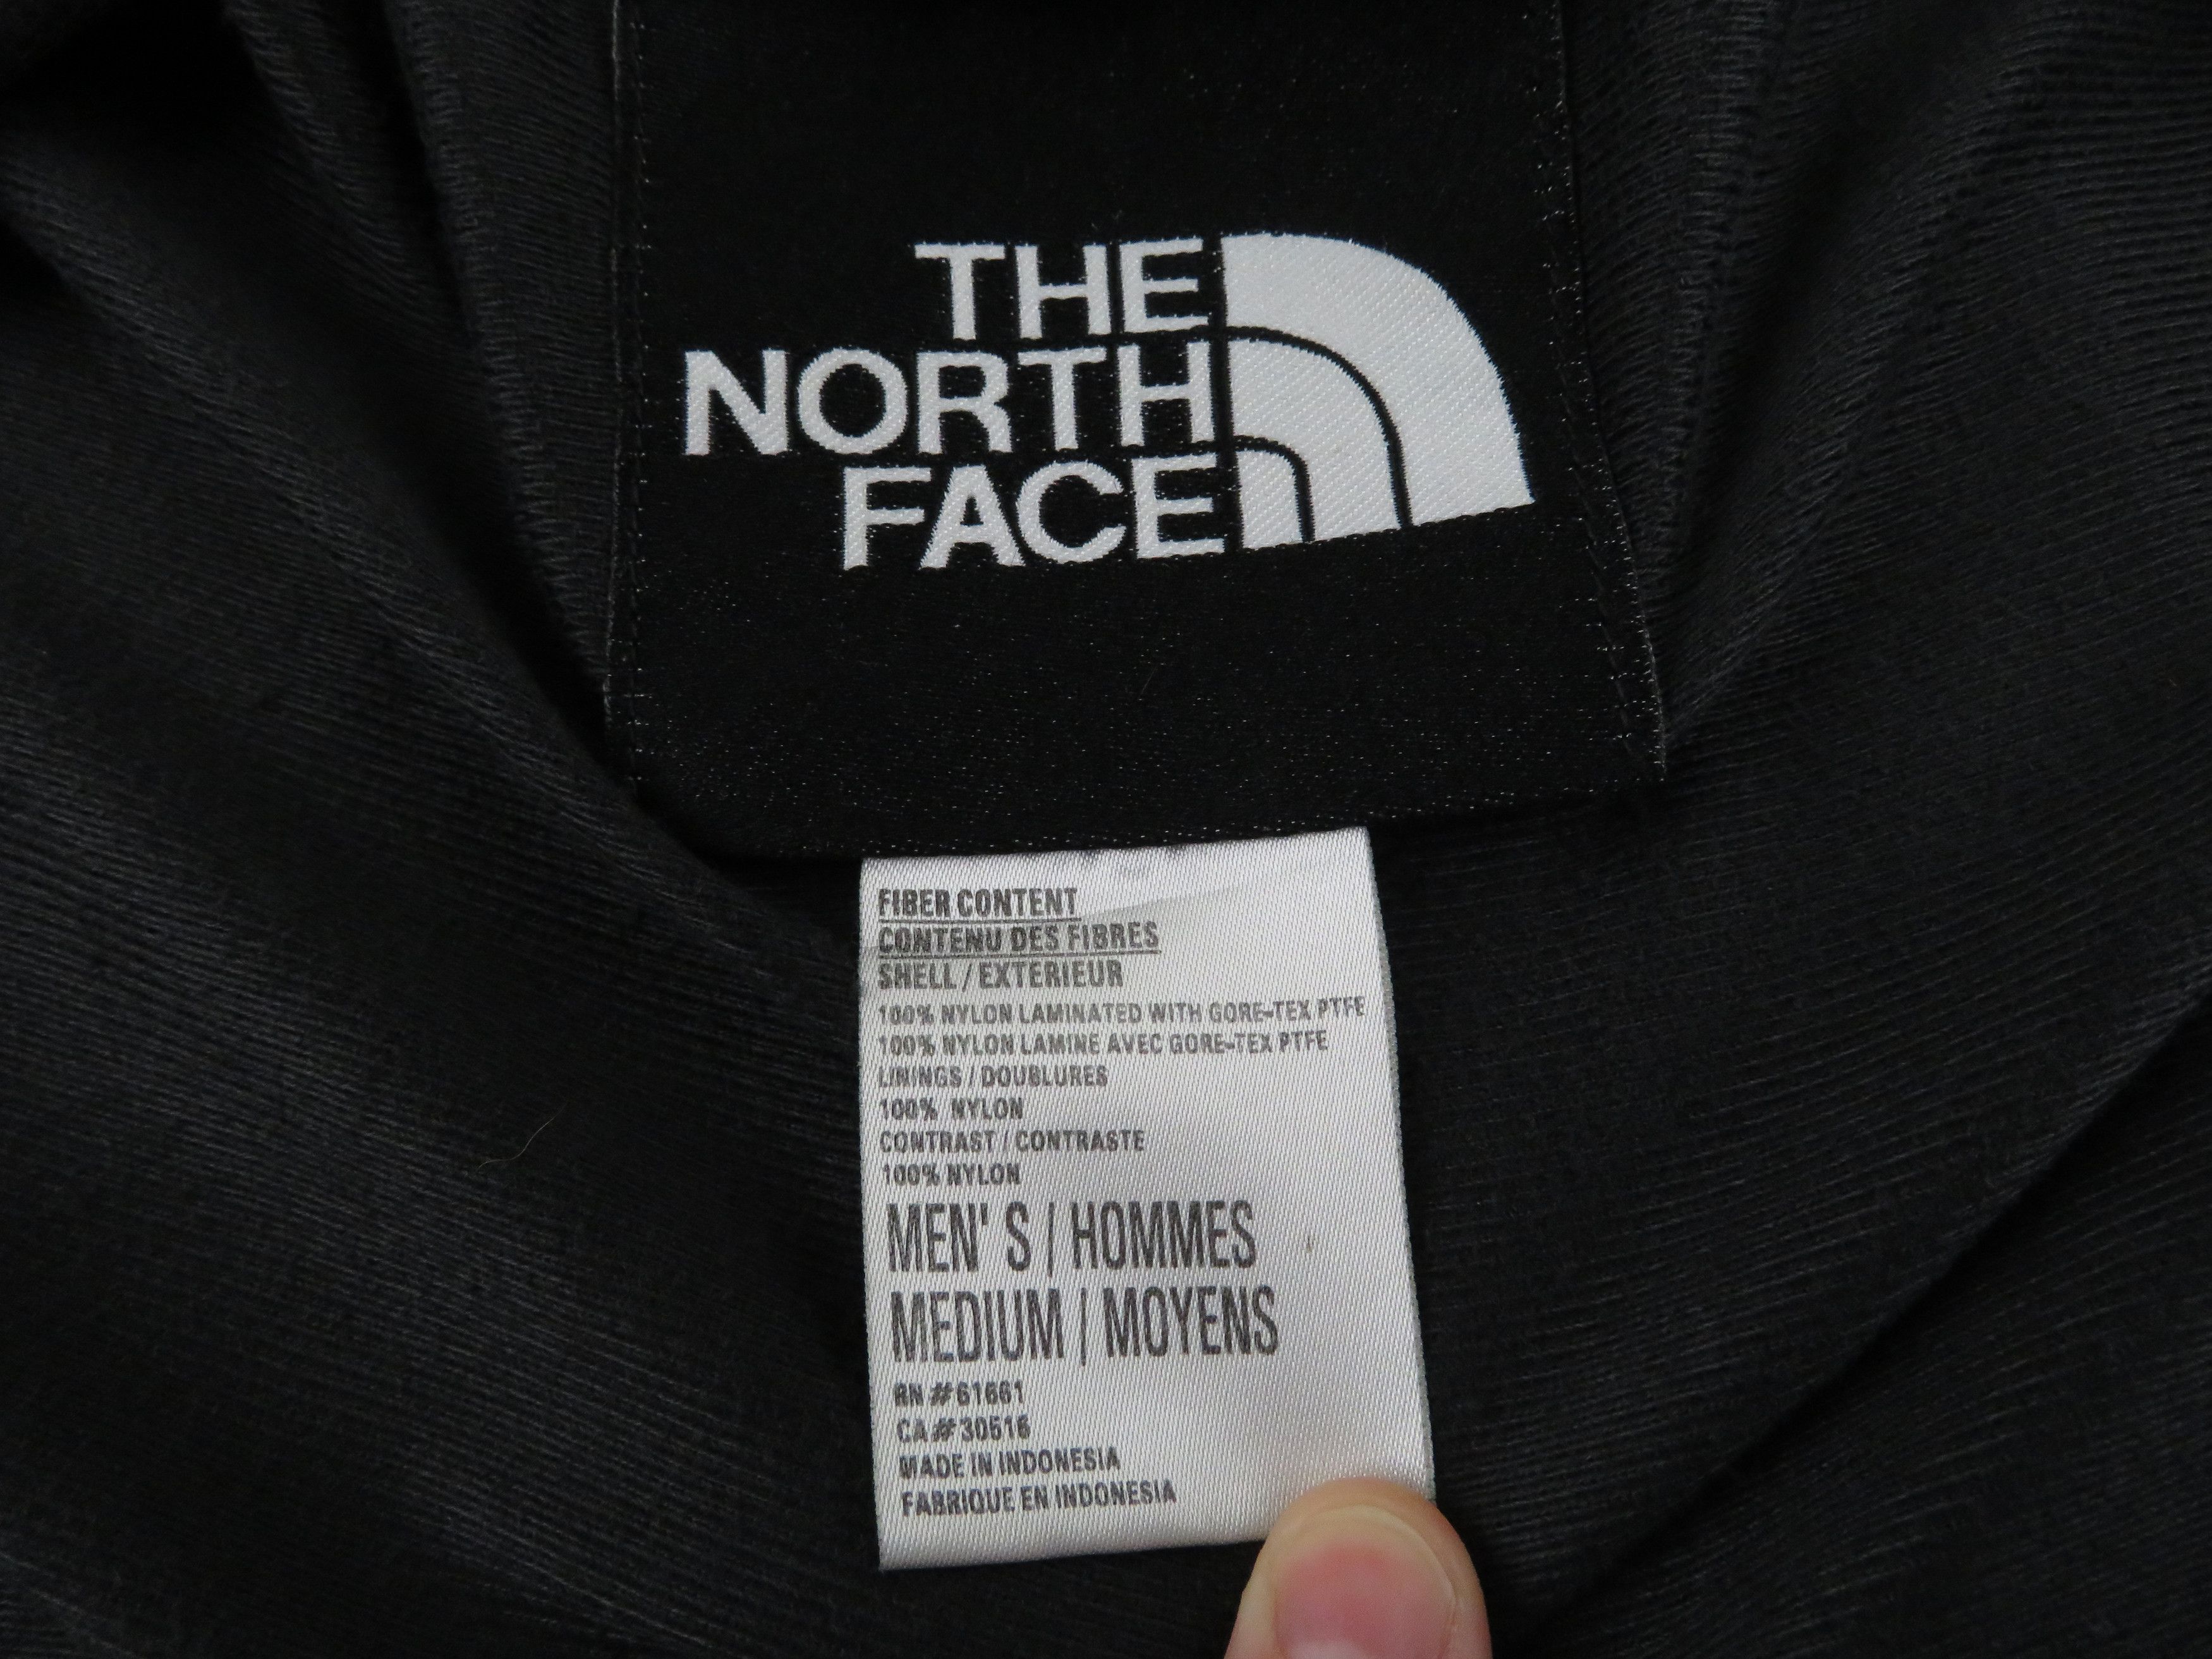 THE
NORTH
FACE
FIBER CONTENT
CONTENU DES FIBRES
SHELL / EXTERIEUR
100% NYLON LAMINATED WITH GORE-TEX PTFE
100% NYLON LAMINE AVEC GORE-TEX PTFE
LININGS / DOUBLURES
100% NYLON
CONTRAST / CONTRASTE
100% NYLON
MEN' S / HOMMES
MEDIUM / MOYENS
RN #61661
CA#30516
MADE IN INDONESIA
FABRIQUE EN INDONESIA